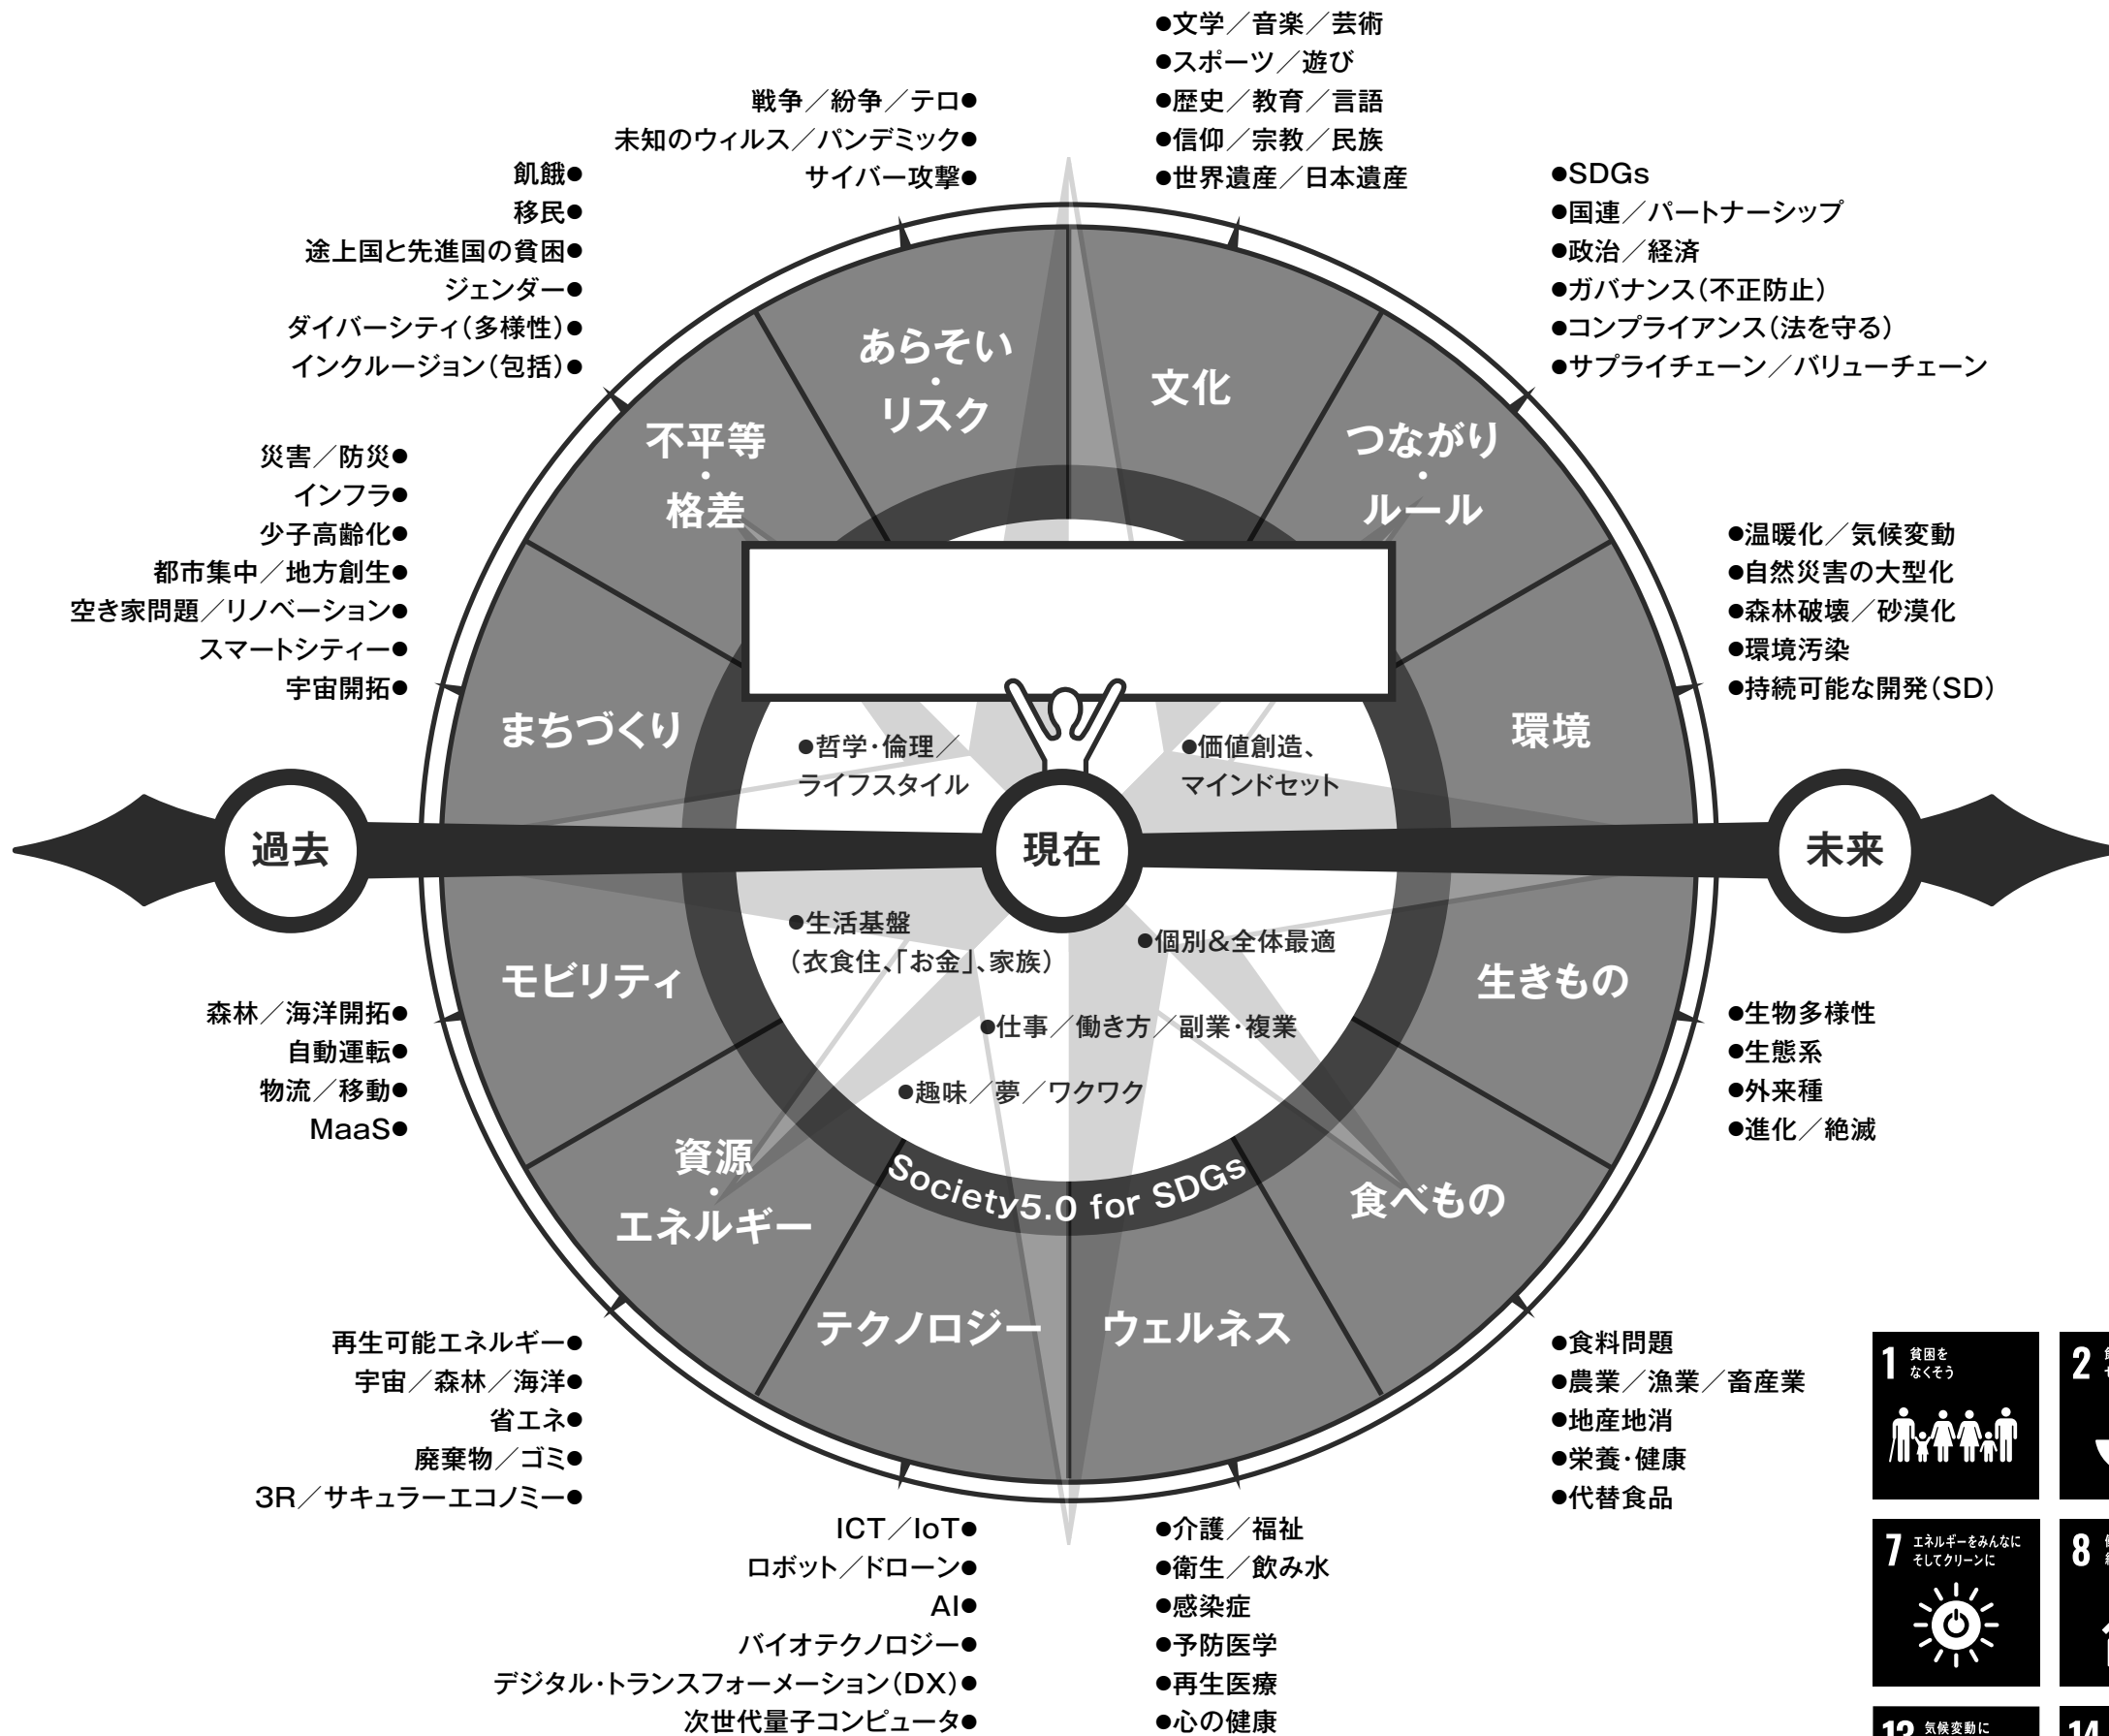 ●文学／音楽／芸術
●スポーツ／遊び
●歴史／教育／言語
●信仰／宗教／民族
●世界遺産／日本遺産
戦争／紛争／テロ●
未知のウィルス／パンデミック●
サイバー攻撃●
飢餓●
移民●
途上国と先進国の貧困●
ジェンダー●
ダイバーシティ（多様性）●
インクルージョン（包括）●
●SDGs
●国連／パートナーシップ
●政治／経済
●ガバナンス（不正防止）
●コンプライアンス（法を守る）
●サプライチェーン／バリューチェーン
災害／防災●
インフラ●
少子高齢化●
都市集中／地方創生●
空き家問題／リノベーション●
スマートシティー●
宇宙開拓●
●温暖化／気候変動
●自然災害の大型化
●森林破壊／砂漠化
●環境汚染
●持続可能な開発（SD）
あらそい
・
リスク
文化
不平等
・
格差
つながり
・
ルール
まちづくり
環境
●哲学・倫理／
ライフスタイル
●価値創造、
マインドセット
過去
現在
未来
●生活基盤
（衣食住、「お金」、家族）
●個別&全体最適
●仕事／働き方／副業・複業
●趣味／夢／ワクワク
モビリティ
生きもの
資源
・
エネルギー
食べもの
Society5.0 for SDGs
テクノロジー
ウェルネス
森林／海洋開拓●
自動運転●
物流／移動●
MaaS●
●生物多様性
●生態系
●外来種
●進化／絶滅
再生可能エネルギー●
宇宙／森林／海洋●
省エネ●
廃棄物／ゴミ●
3R／サキュラーエコノミー●
●食料問題
●農業／漁業／畜産業
●地産地消
●栄養・健康
●代替食品
ICT／IoT●
ロボット／ドローン●
AI●
バイオテクノロジー●
デジタル・トランスフォーメーション（DX）●
次世代量子コンピュータ●
●介護／福祉
●衛生／飲み水
●感染症
●予防医学
●再生医療
●心の健康
1 貧困を
なくそう
2
7 エネルギーをみんなに
そしてクリーンに
8
13 気候変動に
14